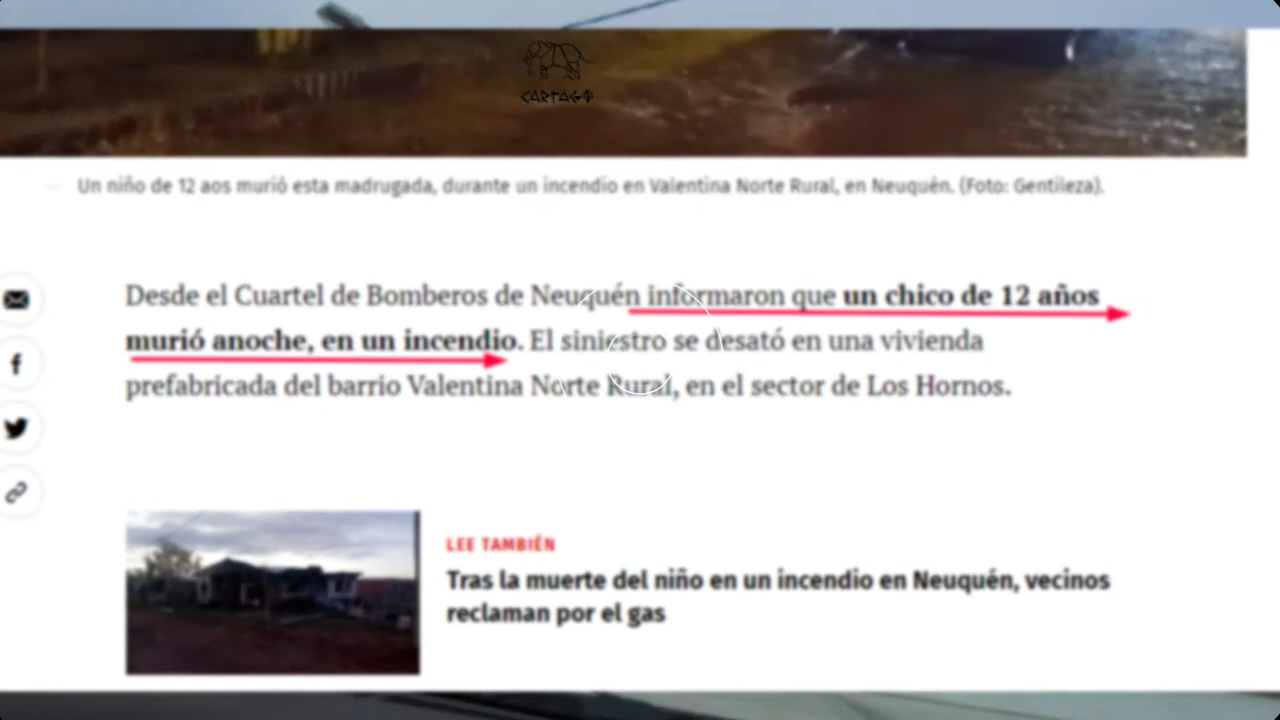 CARTAGO
Un niño de 12 aos murió esta madrugada, durante un incendio en Valentina Norte Rural, en Neuquén. (Foto: Gentileza).
Desde el Cuartel de Bomberos de Neuquén informaron que un chico de 12 años
murió anoche, en un incendio. El siniestro se desató en una vivienda
prefabricada del barrio Valentina Norte Rural, en el sector de Los Hornos.
LEE TAMBIÉN
Tras la muerte del niño en un incendio en Neuquén, vecinos
reclaman por el gas